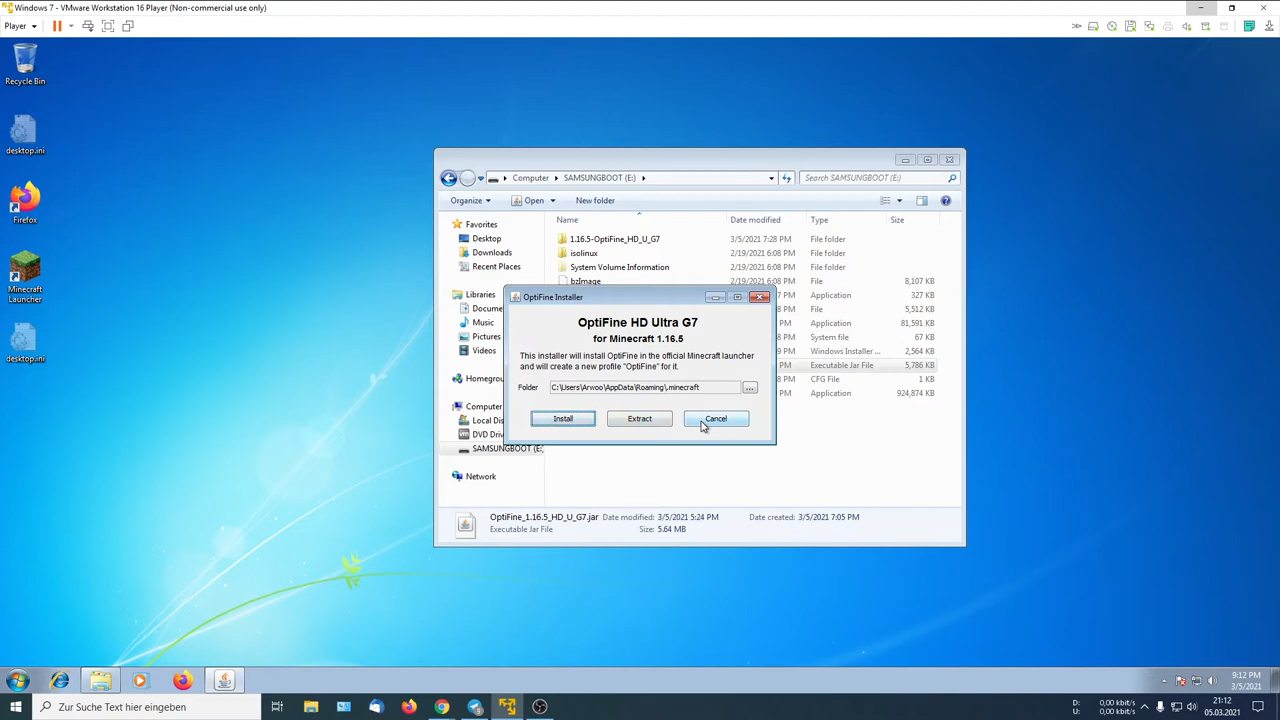 Windows 7 - VMware Workstation 16 Player (Non-commercial use only)
Player
Recycle Bin
desktop.ini
Firefox
Minecraft
Launcher
desktop.ini
Computer SAMSUNGBOOT (E:) Search SAMSUNGBOOT (E:)
Organize Open New folder
Favorites
Desktop
Downloads
Recent Places
Libraries
Docume
Music
Pictures
Videos
Homegrou
Computer
Local Dis
DVD Driv
SAMSUNGBOOT (E:)
Network
Name Date modified Type Size
1.16.5-OptiFine_HD_U_G7 3/5/2021 7:28 PM File folder
isolinux 2/19/2021 6:08 PM File folder
System Volume Information 2/19/2021 6:08 PM File folder
bzImage 2/19/2021 6:08 PM File 8,107 KB
PM Application 327 KB
PM File 5,512 KB
PM Application 81,591 KB
PM System file 67 KB
PM Windows Installer ... 2,564 KB
PM Executable Jar File 5,786 KB
PM CFG File 1 KB
PM Application 924,874 KB
OptiFine Installer
OptiFine HD Ultra G7
for Minecraft 1.16.5
This installer will install OptiFine in the official Minecraft launcher
and will create a new profile "OptiFine" for it.
Folder C:\Users\Arwoo\AppData\Roaming\.minecraft ...
Install Extract Cancel
OptiFine_1.16.5_HD_U_G7.jar Date modified: 3/5/2021 5:24 PM Date created: 3/5/2021 7:05 PM
Executable Jar File Size: 5.64 MB
9:12 PM
3/5/2021
Zur Suche Text hier eingeben
D: 0,00 kbit/s
U: 0,00 kbit/s
21:12
05.03.2021